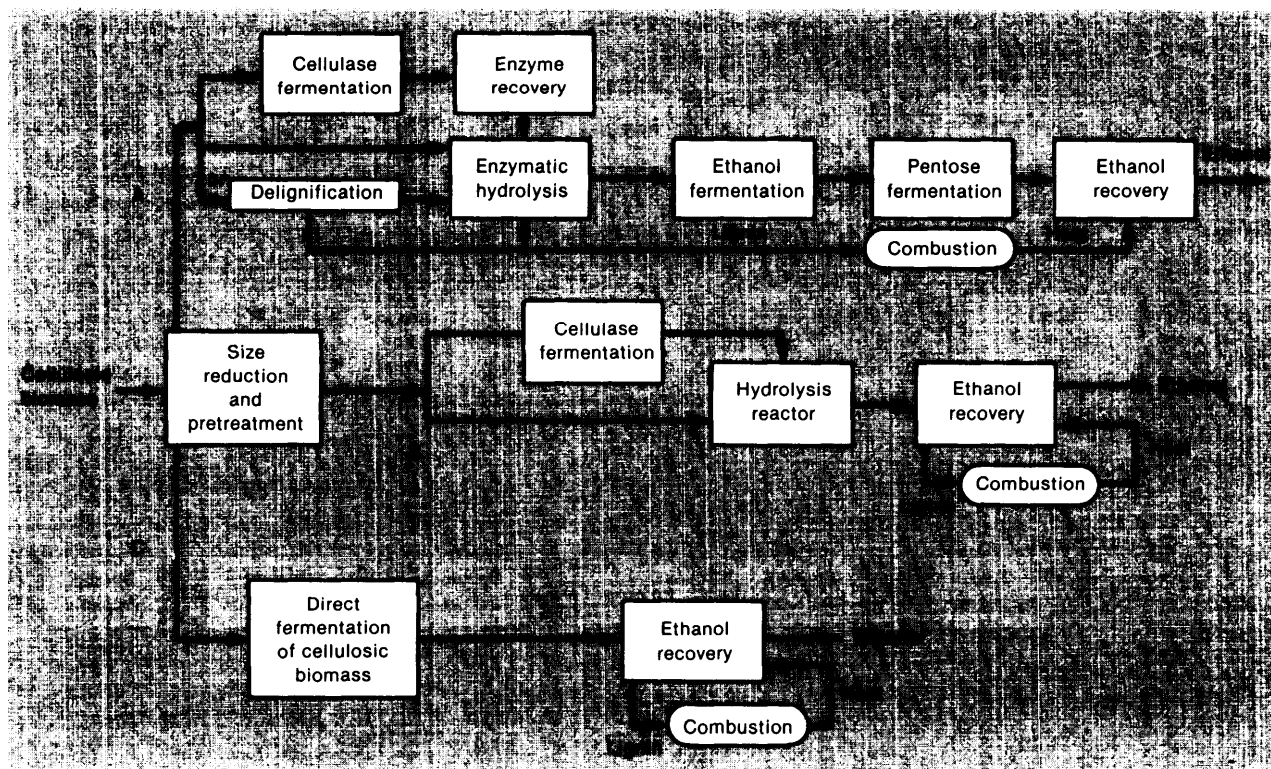 Cellulase
fermentation
Enzyme
recovery
Enzymatic
hydrolysis
Delignification
Ethanol
fermentation
Pentose
fermentation
Ethanol
recovery
Combustion
Cellulase
fermentation
Size
reduction
and
pretreatment
Hydrolysis
reactor
Ethanol
recovery
Combustion
Direct
fermentation
of cellulosic
biomass
Ethanol
recovery
Combustion